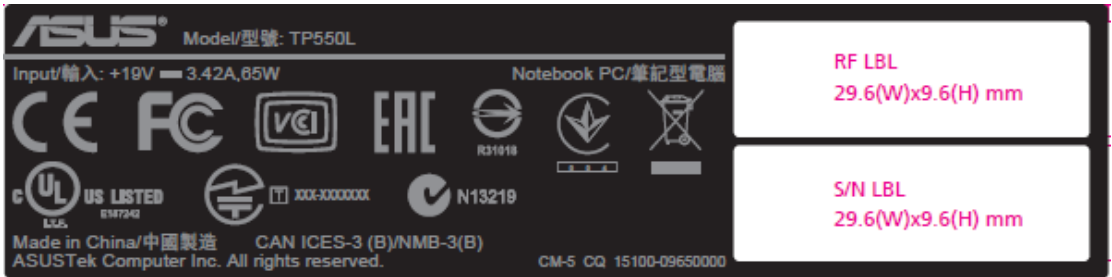 ASUS®
Model/型號: TP550L
Input/輸入: +19V 3.42A,65W
Notebook PC/筆記型電腦
CE FC VCI EAC
R31018
C UL US LISTED
I.T.E. E187242
T XXX-XXXXXXX
N13219
Made in China/中國製造 CAN ICES-3 (B)/NMB-3(B)
ASUSTek Computer Inc. All rights reserved.
CM-5 CQ 15100-09650000
RF LBL
29.6(W)x9.6(H) mm
S/N LBL
29.6(W)x9.6(H) mm